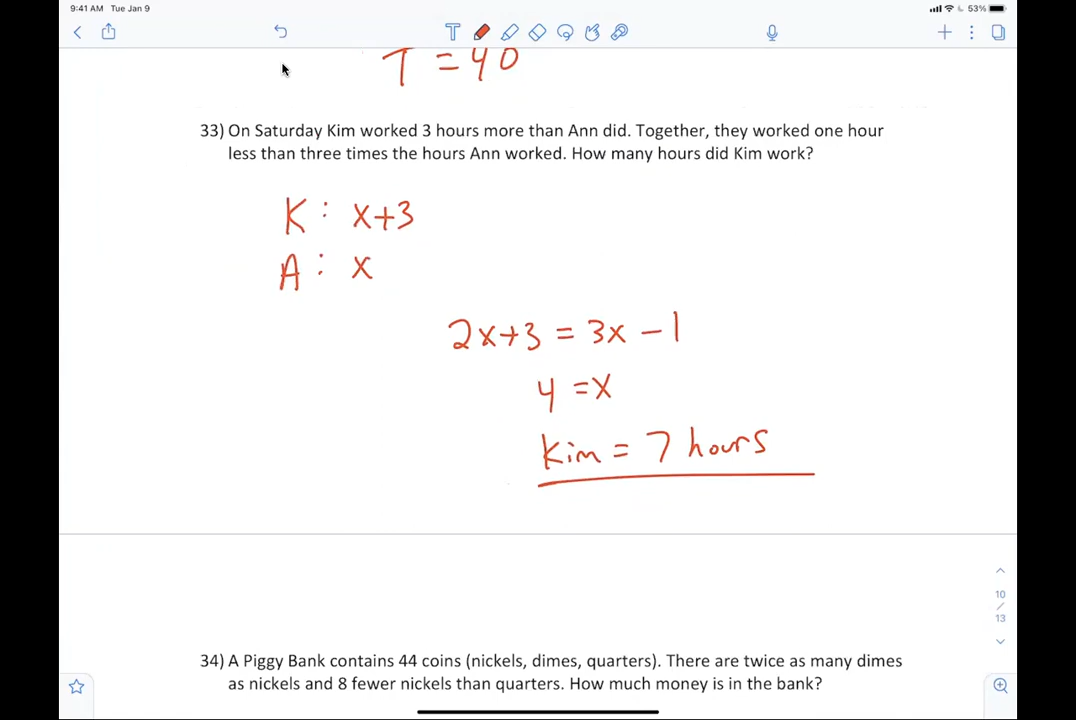 9:41 AM Tue Jan 9
53%
T = 40
33) On Saturday Kim worked 3 hours more than Ann did. Together, they worked one hour
less than three times the hours Ann worked. How many hours did Kim work?
K : x+3
A : x
2x+3 = 3x -1
4 =x
Kim = 7 hours
10
/
13
34) A Piggy Bank contains 44 coins (nickels, dimes, quarters). There are twice as many dimes
as nickels and 8 fewer nickels than quarters. How much money is in the bank?